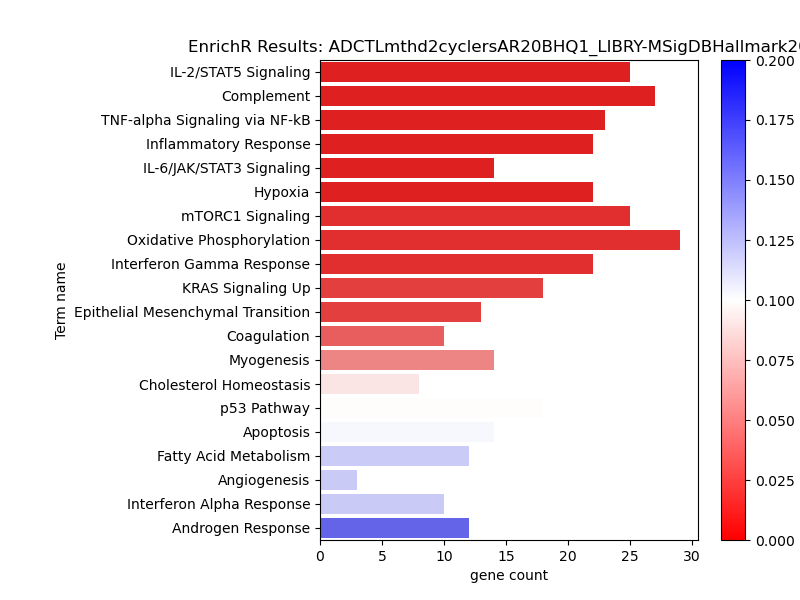 EnrichR Results: ADCTLmthd2cyclersAR20BHQ1_LIBRY-MSigDBHallmark20
IL-2/STAT5 Signaling
Complement
TNF-alpha Signaling via NF-kB
Inflammatory Response
IL-6/JAK/STAT3 Signaling
Hypoxia
mTORC1 Signaling
Oxidative Phosphorylation
Interferon Gamma Response
KRAS Signaling Up
Epithelial Mesenchymal Transition
Coagulation
Myogenesis
Cholesterol Homeostasis
p53 Pathway
Apoptosis
Fatty Acid Metabolism
Angiogenesis
Interferon Alpha Response
Androgen Response
Term name
0 5 10 15 20 25 30
gene count
0.200
0.175
0.150
0.125
0.100
0.075
0.050
0.025
0.000